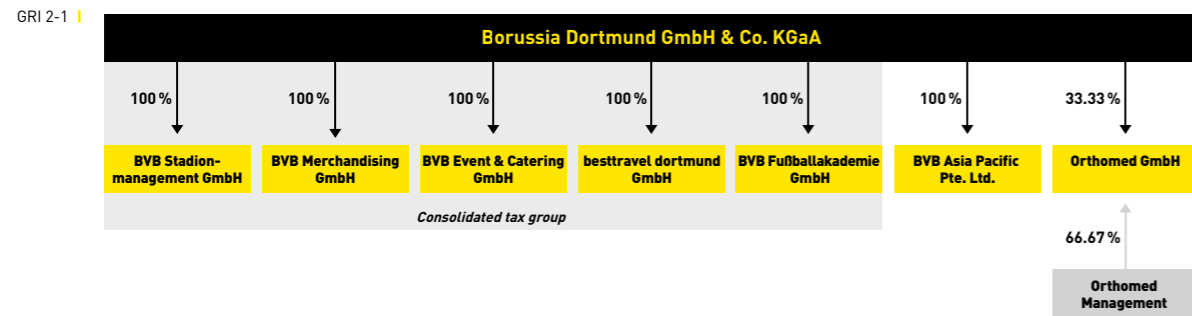 GRI 2-1
Borussia Dortmund GmbH & Co. KGaA
100 %
100 %
100 %
100 %
100 %
100 %
33.33 %
BVB Stadion-
management GmbH
BVB Merchandising
GmbH
BVB Event & Catering
GmbH
besttravel dortmund
GmbH
BVB Fußballakademie
GmbH
BVB Asia Pacific
Pte. Ltd.
Orthomed GmbH
Consolidated tax group
66.67 %
Orthomed
Management